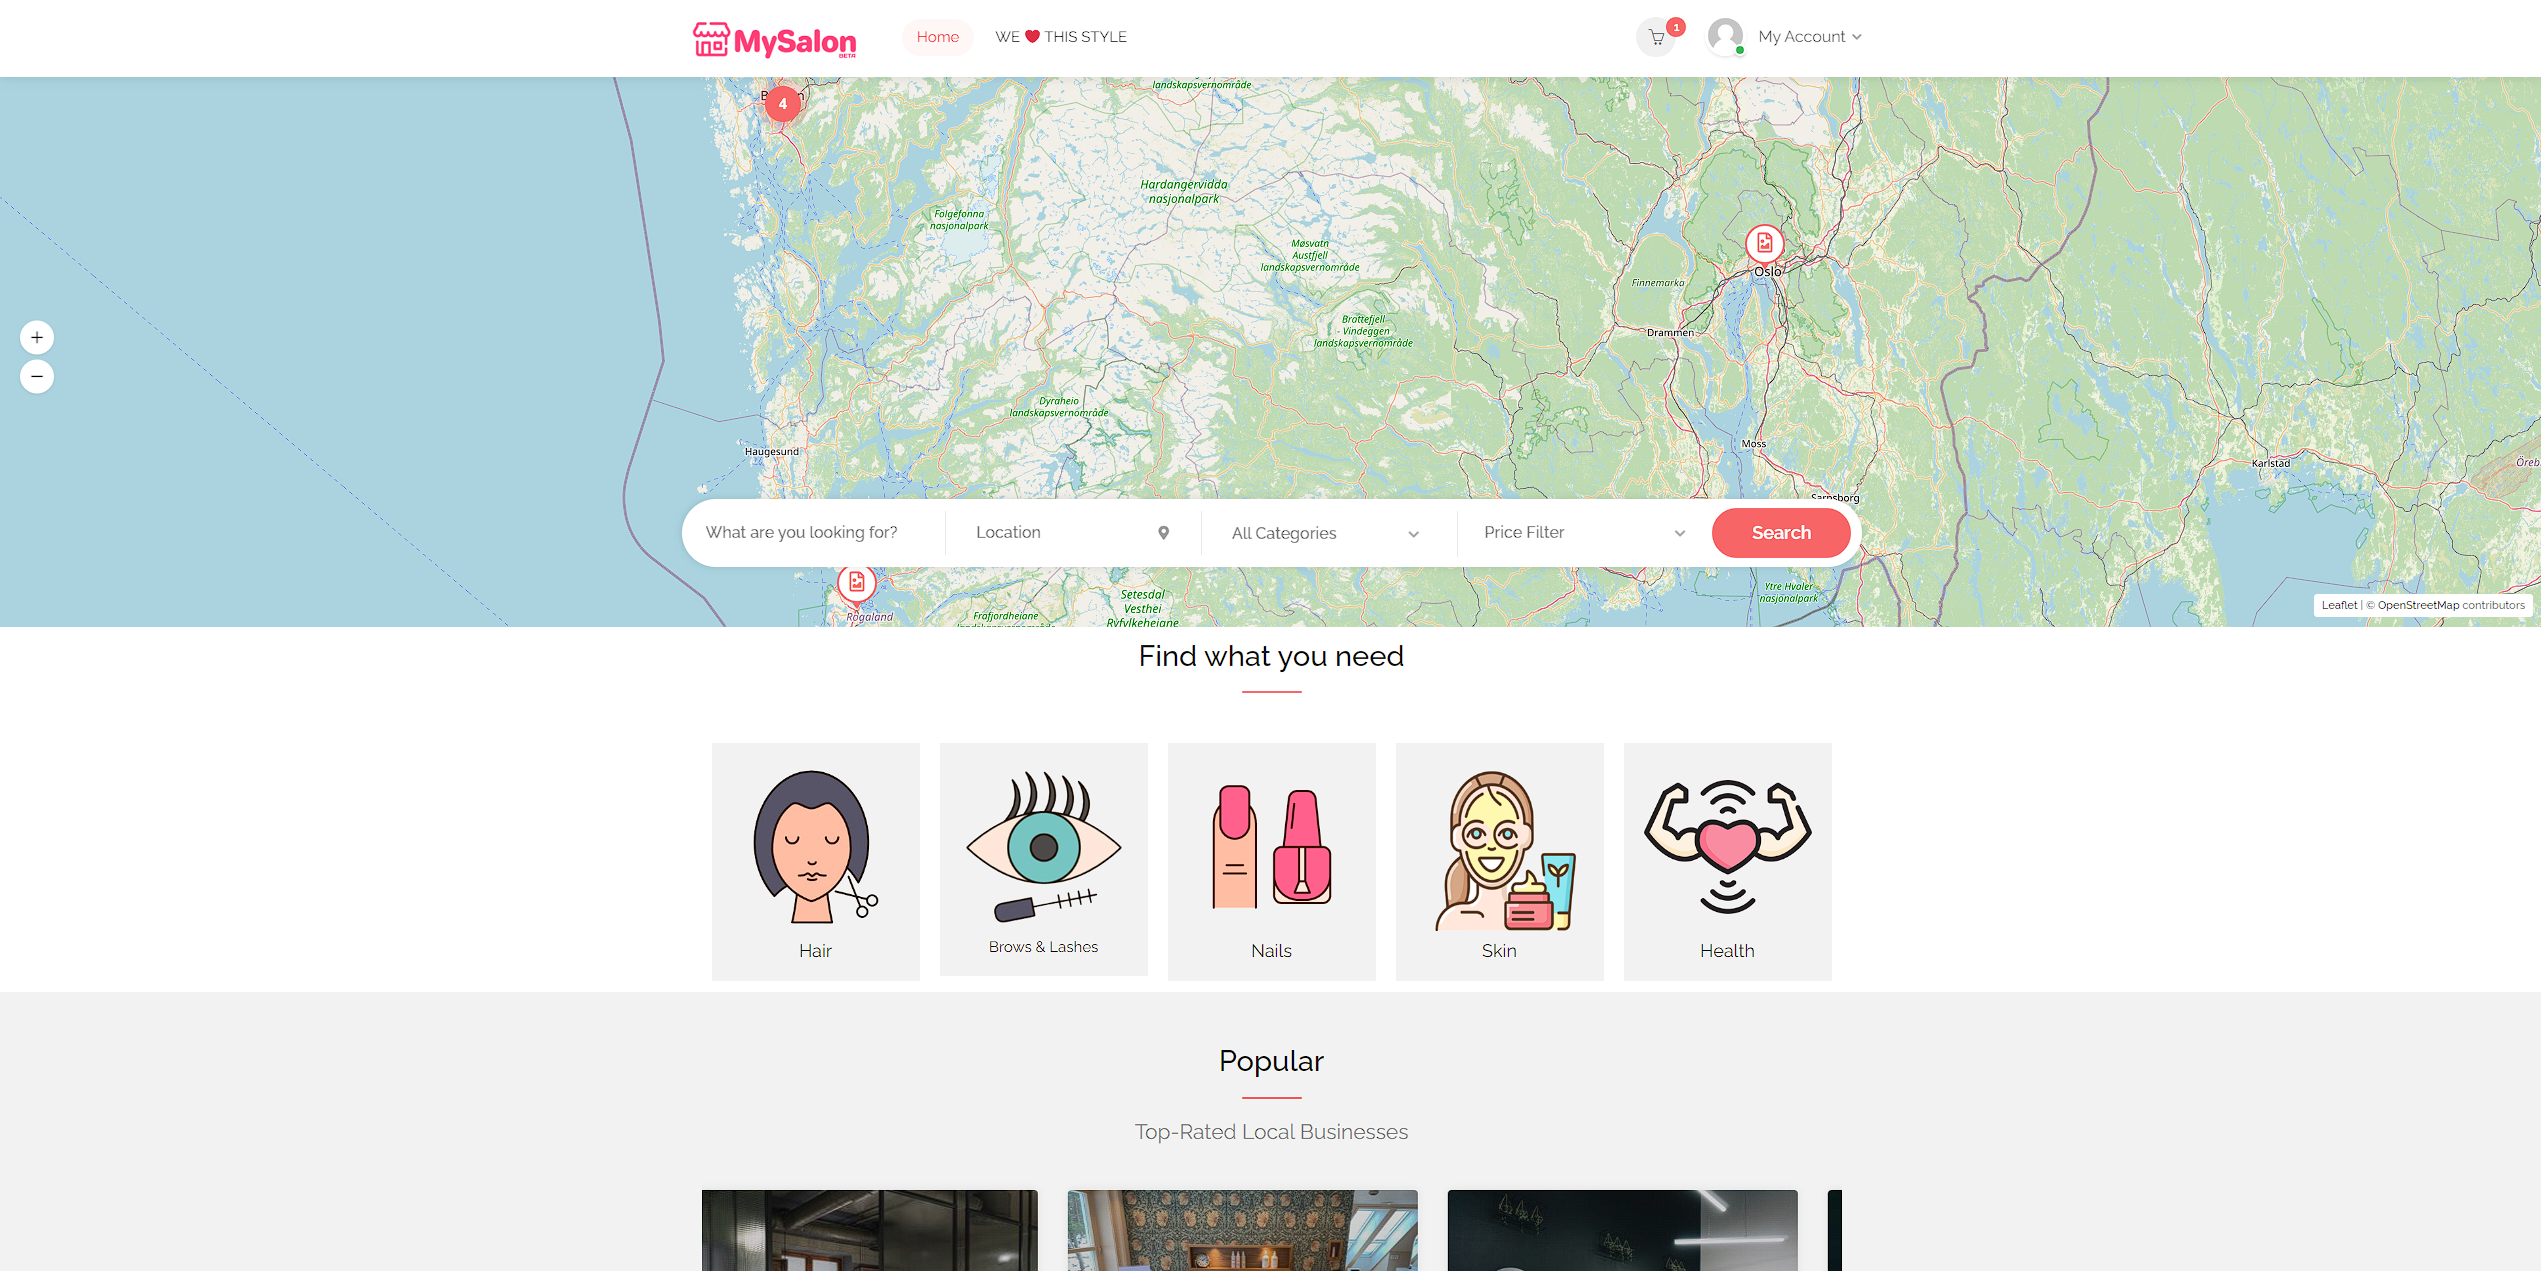 MySalon
BETA
Home
WE ❤ THIS STYLE
1
My Account
landskapsvernområde
4
Hardangervidda
nasjonalpark
Folgefonna
nasjonalpark
Møsvatn
Austfjell
landskapsvernområde
Oslo
Finnemarka
Brattefjell
- Vindeggen
landskapsvernområde
Drammen
Dyraheio
landskapsvernområde
Haugesund
Moss
Karlstad
Öreb
Sarpsborg
What are you looking for?
Location
All Categories
Price Filter
Search
Rogaland
Frafjordheiane
landskapsvernområde
Setesdal
Vesthei
Ryfylkeheiane
Ytre Hvaler
nasjonalpark
Leaflet | © OpenStreetMap contributors
Find what you need
Hair
Brows & Lashes
Nails
Skin
Health
Popular
Top-Rated Local Businesses